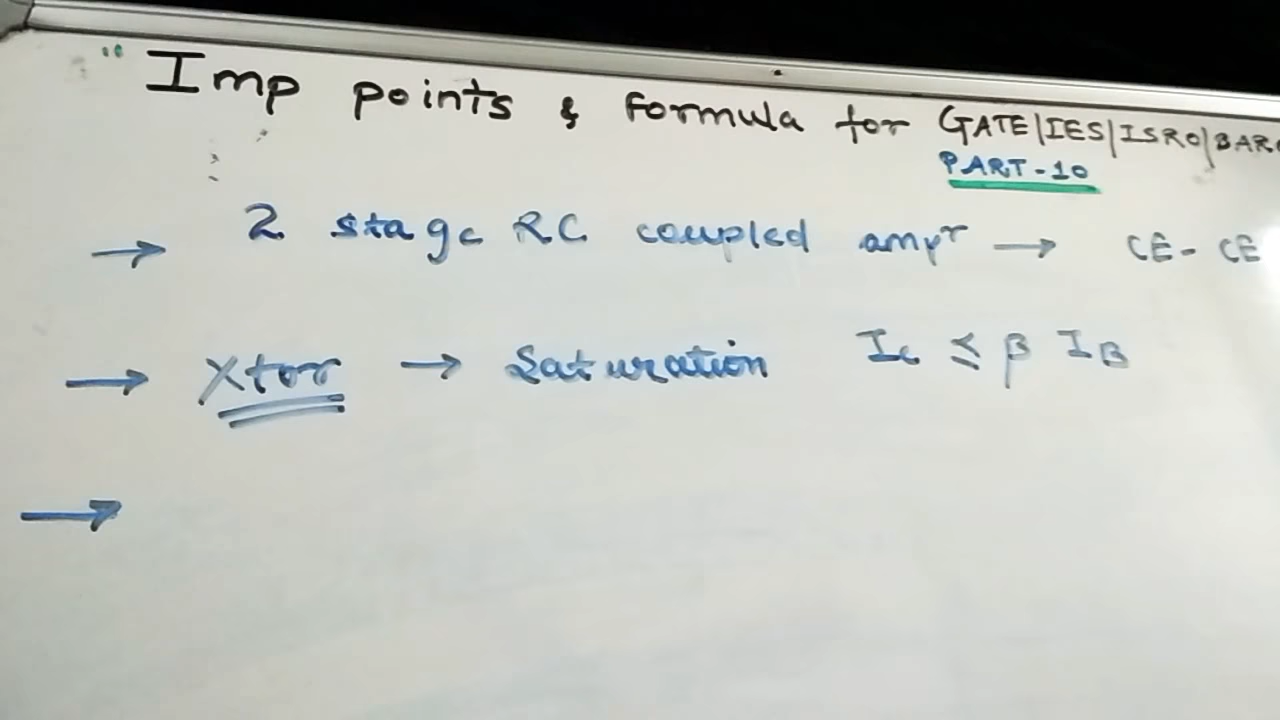 " Imp points & formula for GATE|IES|ISRO|BARC
PART-10
→ 2 stage RC coupled ampr → CE - CE
→ Xtor → Saturation IC ≤ β IB
→